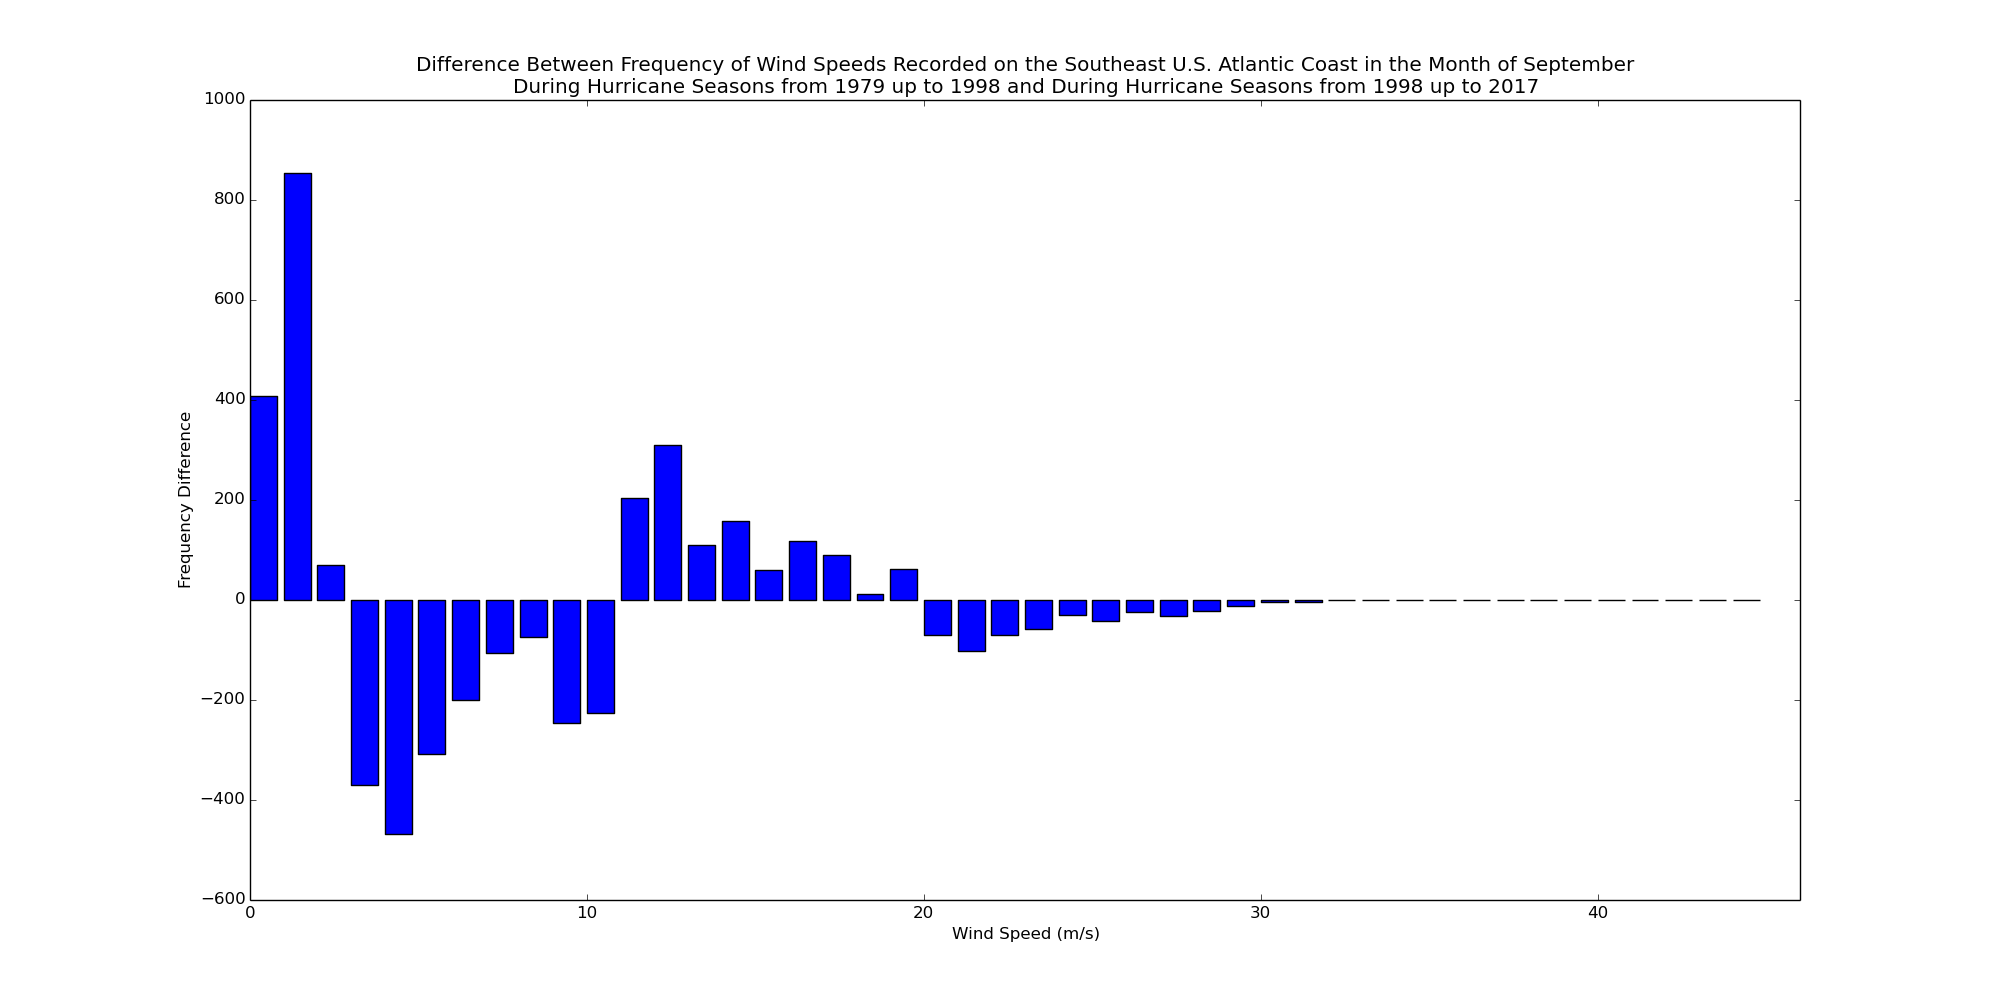 Difference Between Frequency of Wind Speeds Recorded on the Southeast U.S. Atlantic Coast in the Month of September
During Hurricane Seasons from 1979 up to 1998 and During Hurricane Seasons from 1998 up to 2017
1000
800
600
400
200
0
−200
−400
−600
Frequency Difference
0 10 20 30 40
Wind Speed (m/s)